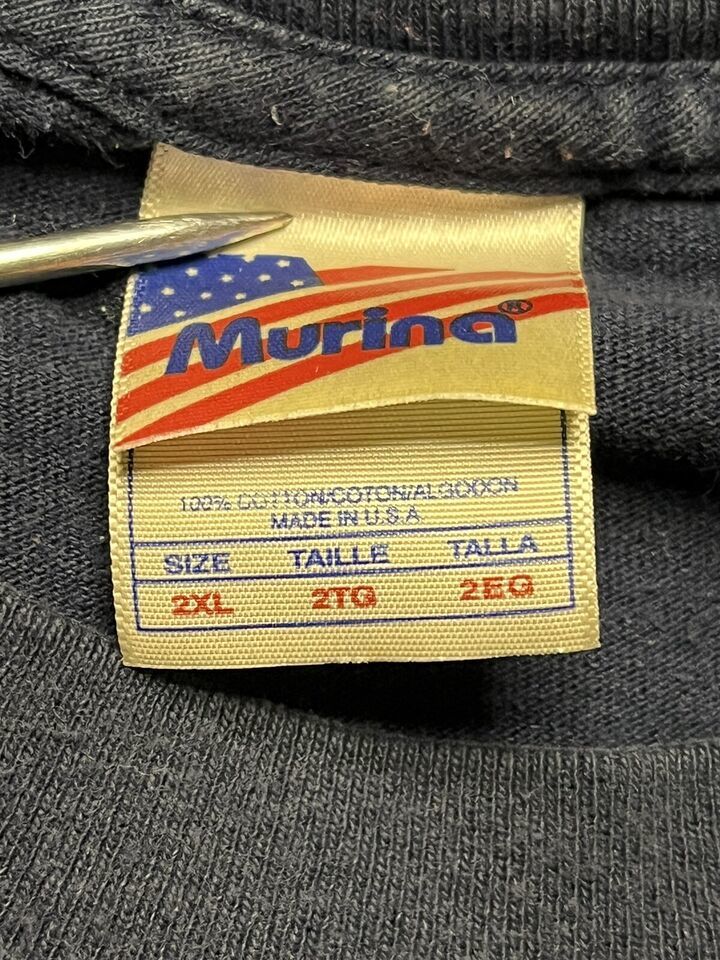 Murina®
100% COTTON/COTON/ALGODON
MADE IN U.S.A
SIZE TAILLE TALLA
2XL 2TG 2EG